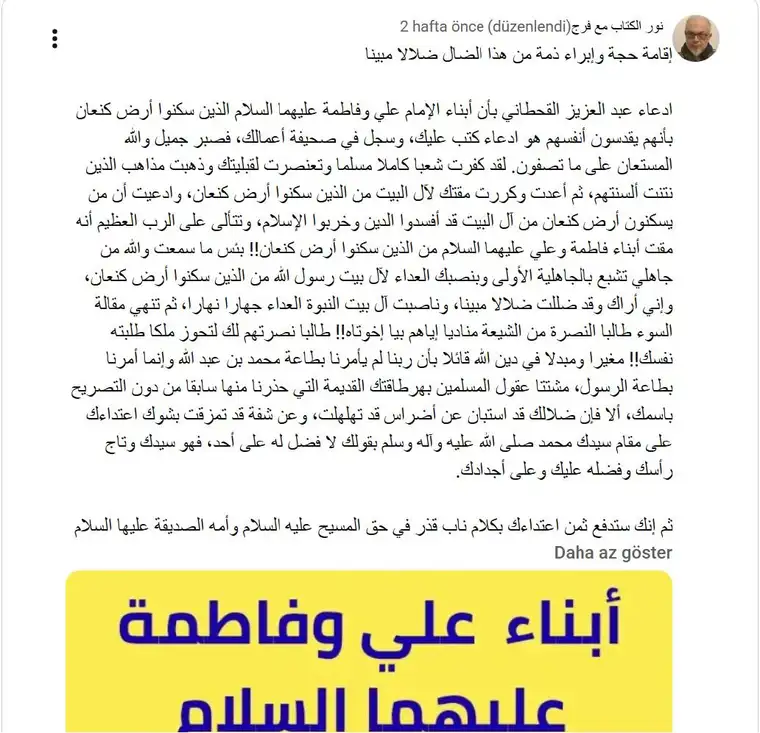 نور الكتاب مع فرج 2 hafta önce (düzenlendi)
إقامة حجة وإبراء ذمة من هذا الضال ضلالا مبينا
ادعاء عبد العزيز القحطاني بأن أبناء الإمام علي وفاطمة عليهما السلام الذين سكنوا أرض كنعان
بأنهم يقدسون أنفسهم هو ادعاء كتب عليك، وسجل في صحيفة أعمالك، فصبر جميل والله
المستعان على ما تصفون. لقد كفرت شعبا كاملا مسلما وتعنصرت لقبليتك وذهبت مذاهب الذين
نتنت ألسنتهم، ثم أعدت وكررت مقتك لآل البيت من الذين سكنوا أرض كنعان، وادعيت أن من
يسكنون أرض كنعان من آل البيت قد أفسدوا الدين وخربوا الإسلام، وتتألى على الرب العظيم أنه
مقت أبناء فاطمة وعلي عليهما السلام من الذين سكنوا أرض كنعان!! بئس ما سمعت والله من
جاهلي تشبع بالجاهلية الأولى وبنصبك العداء لآل بيت رسول الله من الذين سكنوا أرض كنعان،
وإني أراك وقد ضللت ضلالا مبينا، وناصبت آل بيت النبوة العداء جهارا نهارا، ثم تنهي مقالة
السوء طالبا النصرة من الشيعة مناديا إياهم بيا إخوتاه!! طالبا نصرتهم لك لتحوز ملكا طلبته
نفسك!! مغيرا ومبدلا في دين الله قائلا بأن ربنا لم يأمرنا بطاعة محمد بن عبد الله وإنما أمرنا
بطاعة الرسول، مشتتا عقول المسلمين بهرطاقتك القديمة التي حذرنا منها سابقا من دون التصريح
باسمك، ألا فإن ضلالك قد استبان عن أضراس قد تهلهلت، وعن شفة قد تمزقت بشوك اعتداءك
على مقام سيدك محمد صلى الله عليه وآله وسلم بقولك لا فضل له على أحد، فهو سيدك وتاج
رأسك وفضله عليك وعلى أجدادك.
ثم إنك ستدفع ثمن اعتداءك بكلام ناب قذر في حق المسيح عليه السلام وأمه الصديقة عليها السلام
Daha az göster
أبناء علي وفاطمة
عليهما السلام